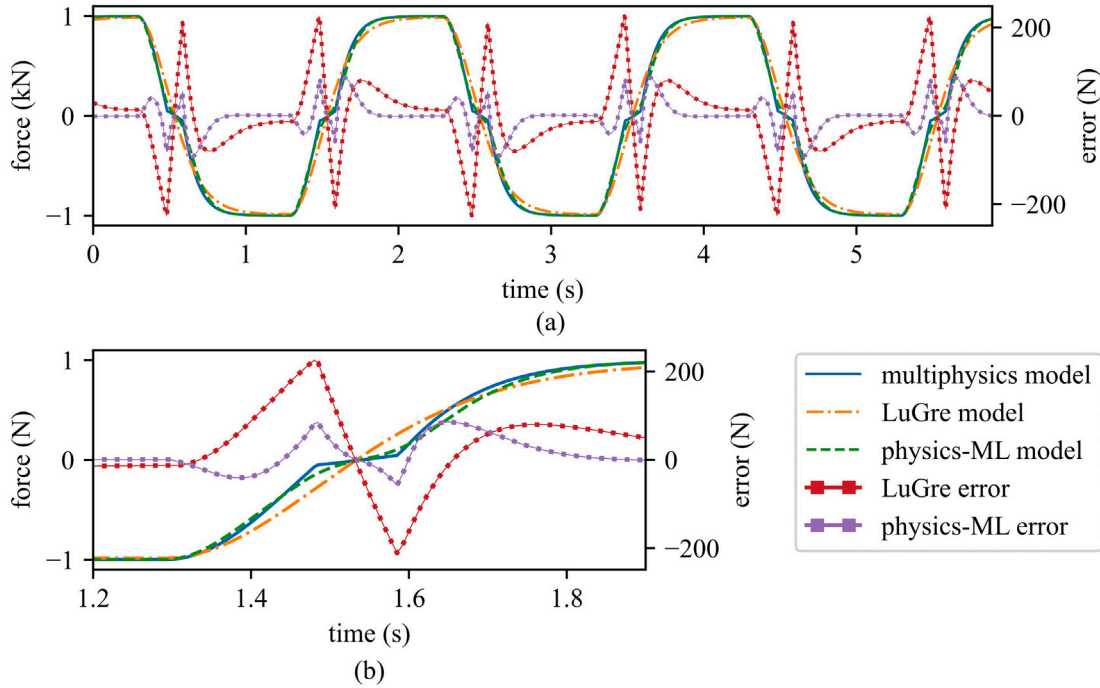 1
0
−1
force (kN)
200
0
−200
error (N)
0
1
2
3
4
5
time (s)
(a)
1
0
−1
force (N)
200
0
−200
error (N)
1.2
1.4
1.6
1.8
time (s)
(b)
multiphysics model
LuGre model
physics-ML model
LuGre error
physics-ML error